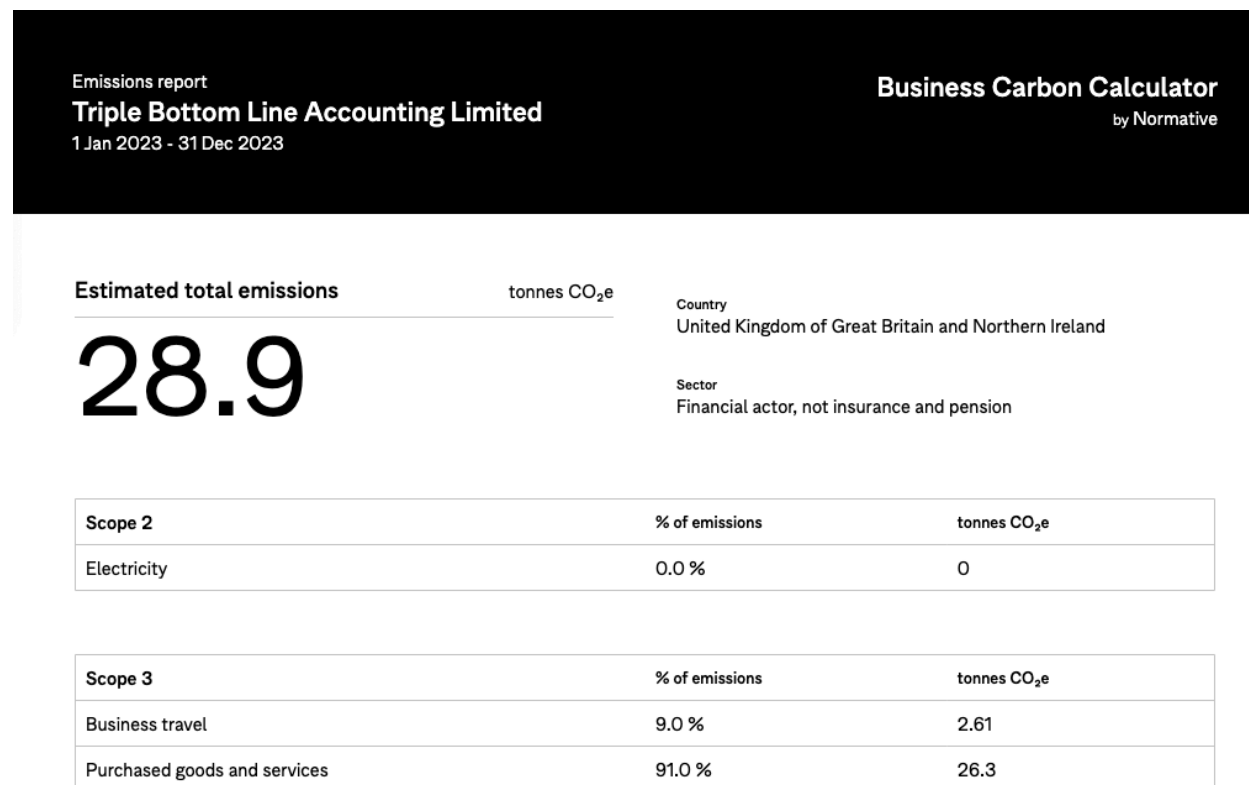 Emissions report
Triple Bottom Line Accounting Limited
1 Jan 2023 - 31 Dec 2023
Business Carbon Calculator
by Normative
Estimated total emissions tonnes CO₂e
28.9
Country
United Kingdom of Great Britain and Northern Ireland
Sector
Financial actor, not insurance and pension
Scope 2 % of emissions tonnes CO₂e
Electricity 0.0 % 0
Scope 3 % of emissions tonnes CO₂e
Business travel 9.0 % 2.61
Purchased goods and services 91.0 % 26.3